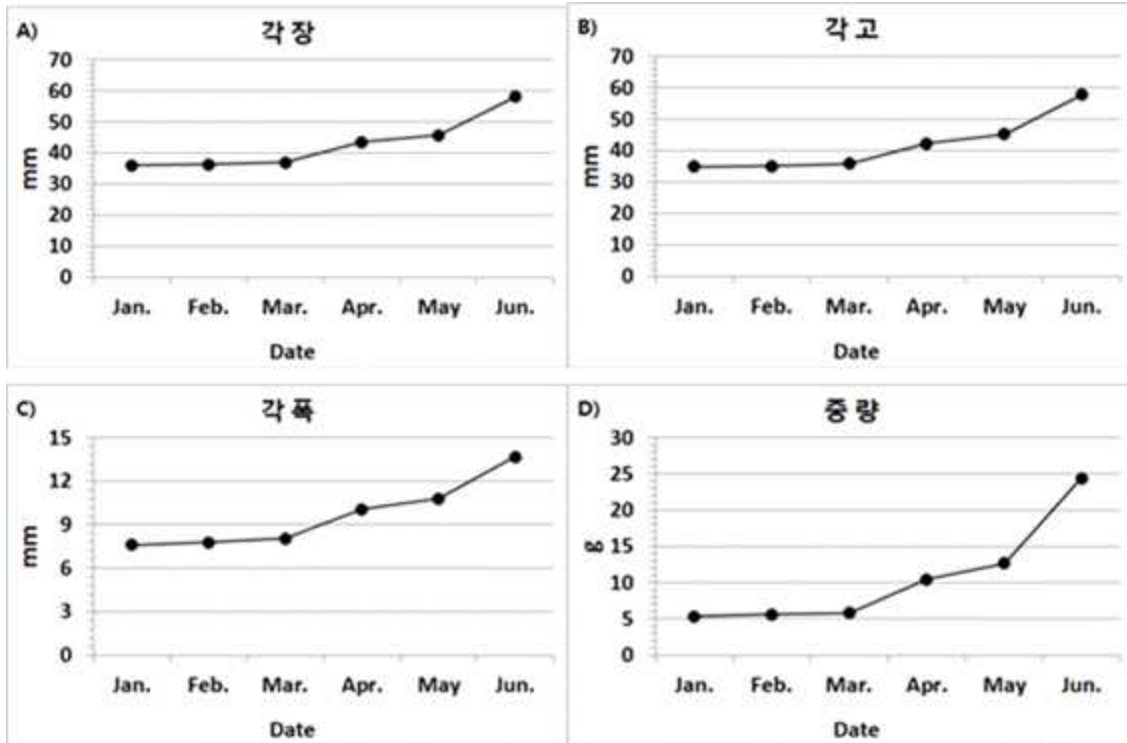 A)
각 장
70
60
50
40
30
20
10
0
mm
Jan. Feb. Mar. Apr. May Jun.
Date
B)
각 고
70
60
50
40
30
20
10
0
mm
Jan. Feb. Mar. Apr. May Jun.
Date
C)
각 폭
15
12
9
6
3
0
mm
Jan. Feb. Mar. Apr. May Jun.
Date
D)
중 량
30
25
20
15
10
5
0
g
Jan. Feb. Mar. Apr. May Jun.
Date